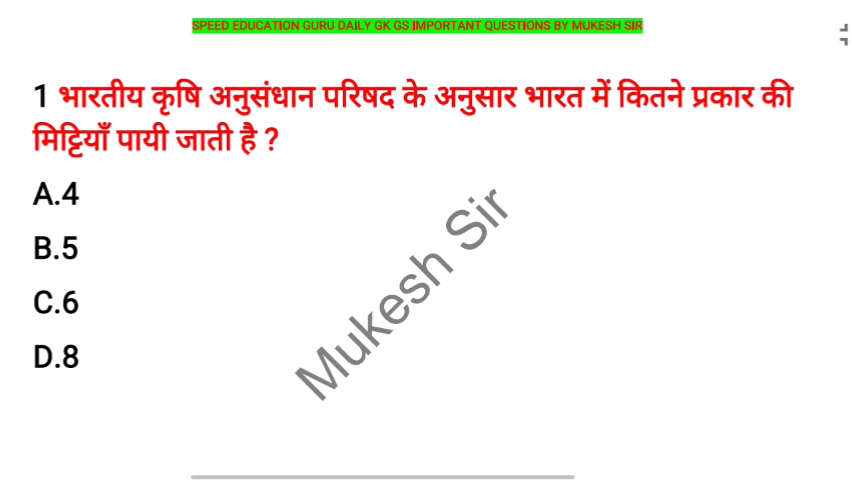 SPEED EDUCATION GURU DAILY GK GS IMPORTANT QUESTIONS BY MUKESH SIR
1 भारतीय कृषि अनुसंधान परिषद के अनुसार भारत में कितने प्रकार की
मिट्टियाँ पायी जाती है ?
A.4
B.5
C.6
D.8
Mukesh Sir